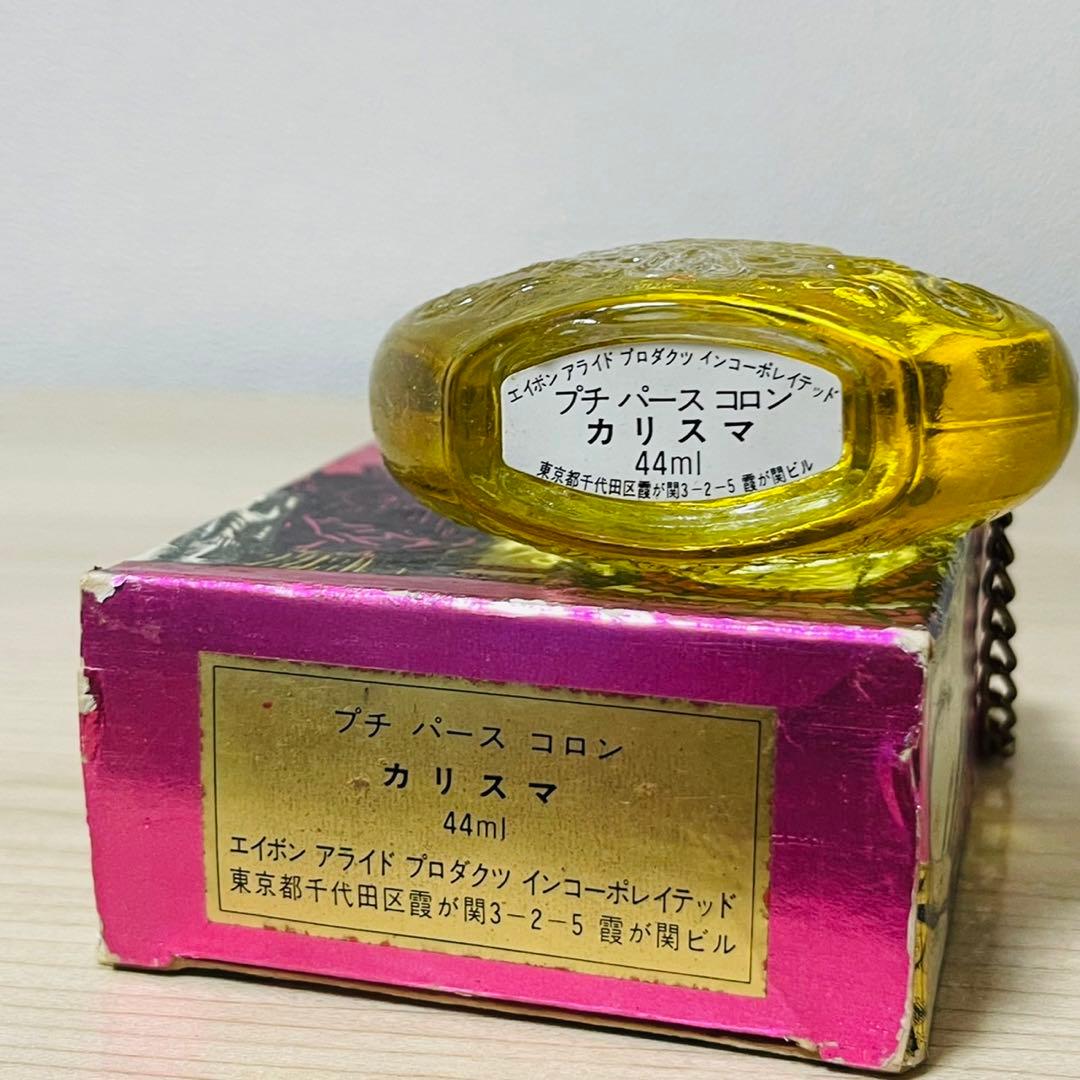 エイボン アライド プロダクツ インコーポレイテッド
プチ パース コロン
カリスマ
44ml
東京都千代田区霞が関3-2-5 霞が関ビル
プチ パース コロン
カリスマ
44ml
エイボン アライド プロダクツ インコーポレイテッド
東京都千代田区霞が関3-2-5 霞が関ビル